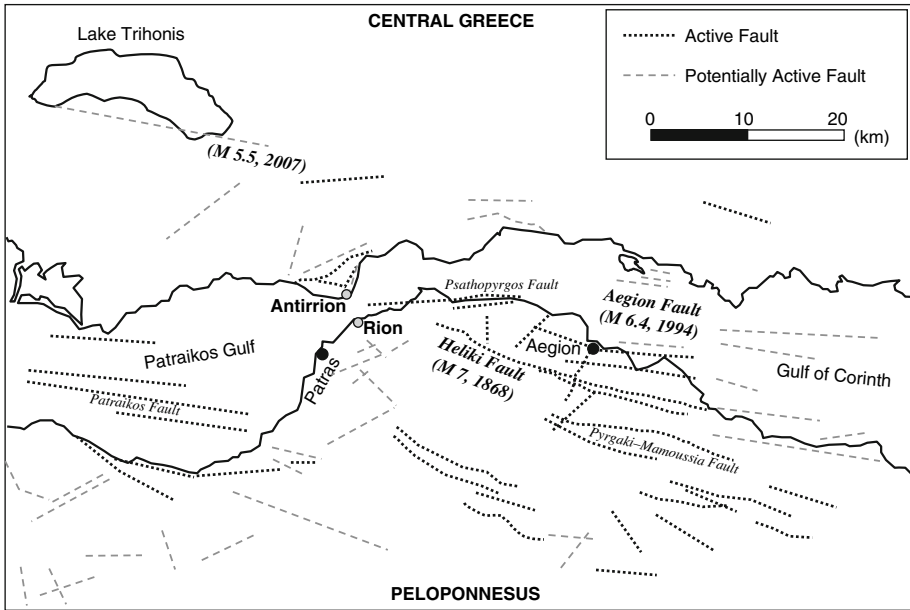 CENTRAL GREECE
Lake Trihonis
Active Fault
Potentially Active Fault
0 10 20
(km)
(M 5.5, 2007)
Psathopyrgos Fault
Antirrion
Rion
Aegion Fault
(M 6.4, 1994)
Patraikos Gulf
Patras
Heliki Fault
(M 7, 1868)
Aegion
Gulf of Corinth
Patraikos Fault
Pyrgaki–Mamoussia Fault
PELOPONNESUS